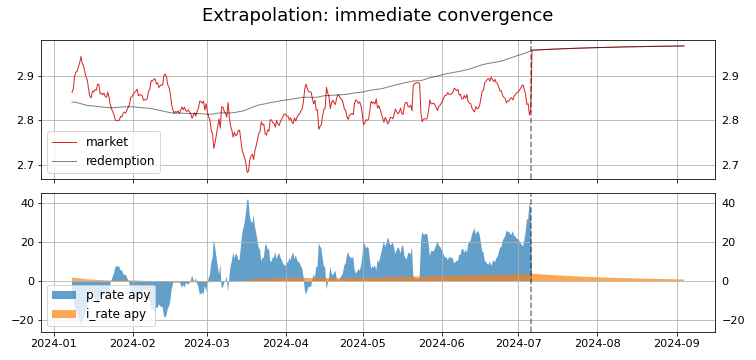 Extrapolation: immediate convergence
2.9
2.8
2.7
2.9
2.8
2.7
market
redemption
40
20
0
−20
40
20
0
−20
p_rate apy
i_rate apy
2024-01 2024-02 2024-03 2024-04 2024-05 2024-06 2024-07 2024-08 2024-09